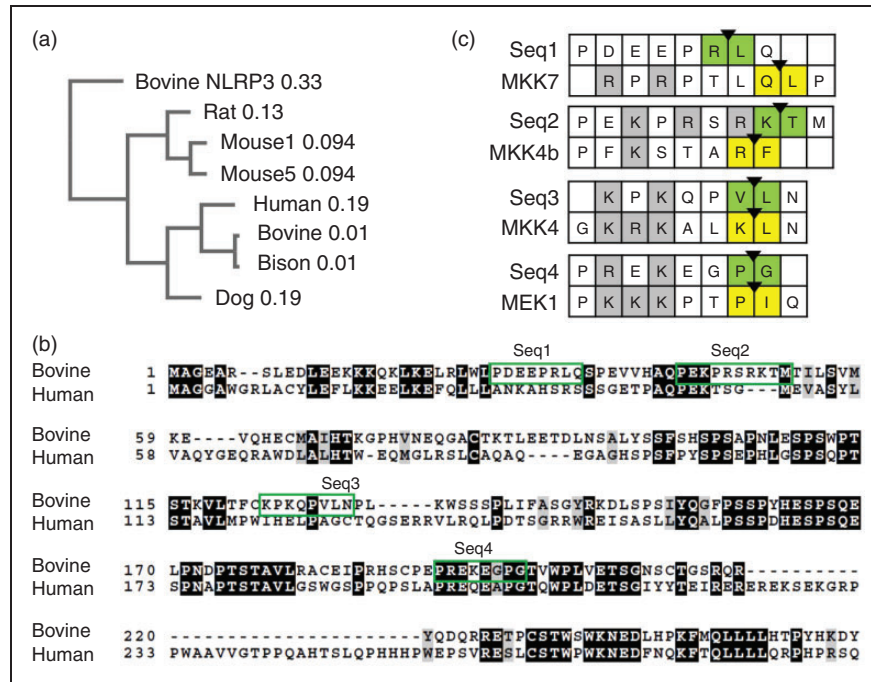 (a)
Bovine NLRP3 0.33
Rat 0.13
Mouse1 0.094
Mouse5 0.094
Human 0.19
Bovine 0.01
Bison 0.01
Dog 0.19
(c)
Seq1 P D E E P R L Q
MKK7 R P R P T L Q L P
Seq2 P E K P R S R K T M
MKK4b P F K S T A R F
Seq3 K P K Q P V L N
MKK4 G K R K A L K L N
Seq4 P R E K E G P G
MEK1 P K K K P T P I Q
(b)
Seq1 Seq2
Bovine 1 MAGEAR--SLEDLEEKKKQKLKELRLWLPDEEPRLQSPEVVHAQPEKPRSRKTMTILSVM
Human 1 MAGGAWGRLACYLEFLKKEELKEFQLLLANKAHSRSSSGETPAQPEKTSG---MEVASYL
Bovine 59 KE----VQHECMAIHTKGPHVNEQGACTKTLEETDLNSALYSSFSHSPSAPNLESPSWPT
Human 58 VAQYGEQRAWDLALHTW-EQMGLRSLCAQAQ----EGAGHSPSFPYSPSEPHLGSPSQPT
Seq3
Bovine 115 STKVLTFCKPKQPVLNPL-----KWSSSPLIFASGYRKDLSPSIYQGFPSSPYHESPSQE
Human 113 STAVLMPWIHELPAGCTQGSERRVLRQLPDTSGRRWREISASLLYQALPSSPDHESPSQE
Seq4
Bovine 170 LPNDPTSTAVLRACEIPRHSCPEPREKEGPGTVWPLVETSGNSCTGSRQR----------
Human 173 SPNAPTSTAVLGSWGSPPQPSLAPREQEAPGTQWPLDETSGIYYTEIREREREKSEKGRP
Bovine 220 --------------------YQDQRRETPCSTWSWKNEDLHPKFMQLLLLHTPYHKDY
Human 233 PWAAVVGTPPQAHTSLQPHHHPWEPSVRESLCSTWPWKNEDFNQKFTQLLLLQRPHPRSQ